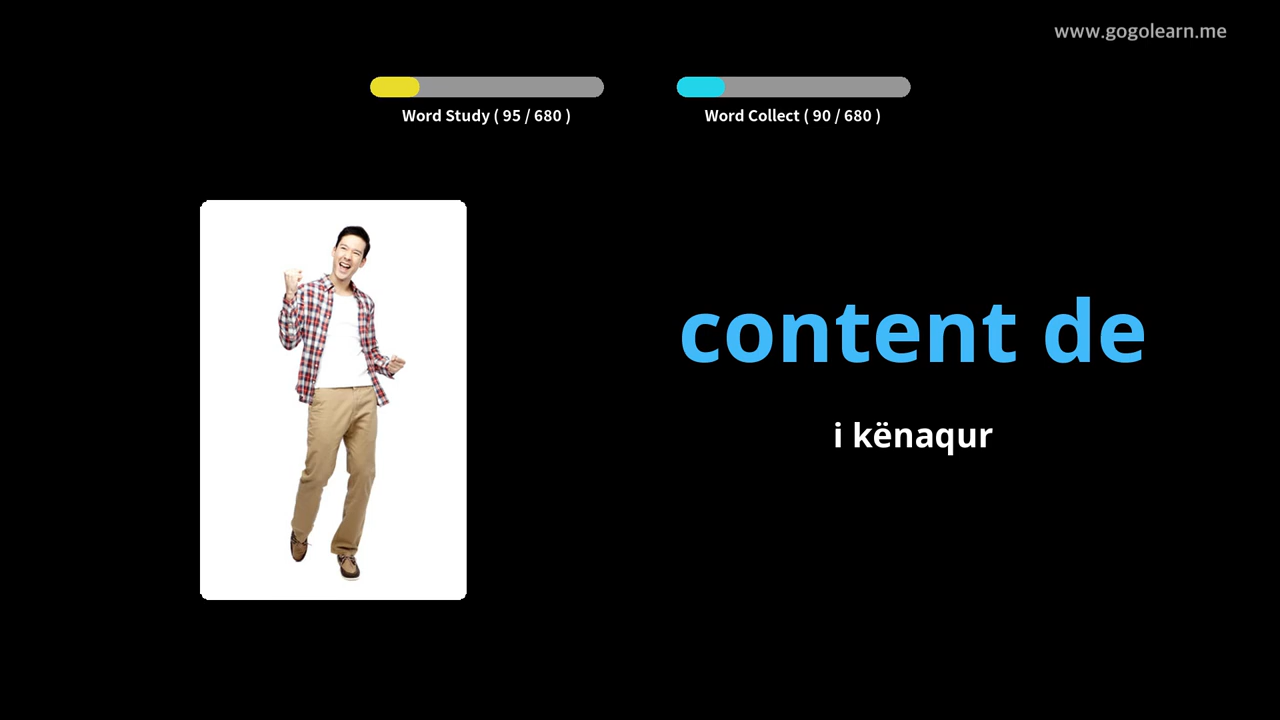 www.gogolearn.me
Word Study ( 95 / 680 )
Word Collect ( 90 / 680 )
content de
i kënaqur